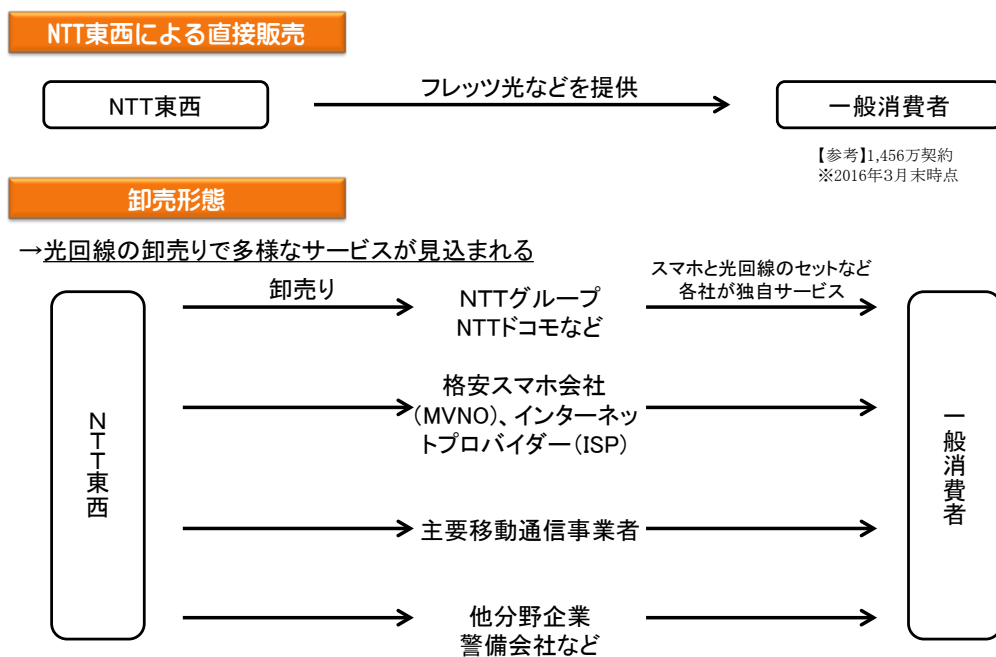 NTT東西による直接販売
NTT東西
フレッツ光などを提供
一般消費者
【参考】1,456万契約
※2016年3月末時点
卸売形態
→光回線の卸売りで多様なサービスが見込まれる
NTT東西
卸売り
NTTグループ
NTTドコモなど
スマホと光回線のセットなど
各社が独自サービス
格安スマホ会社
(MVNO)、インターネッ
トプロバイダー(ISP)
主要移動通信事業者
他分野企業
警備会社など
一般消費者